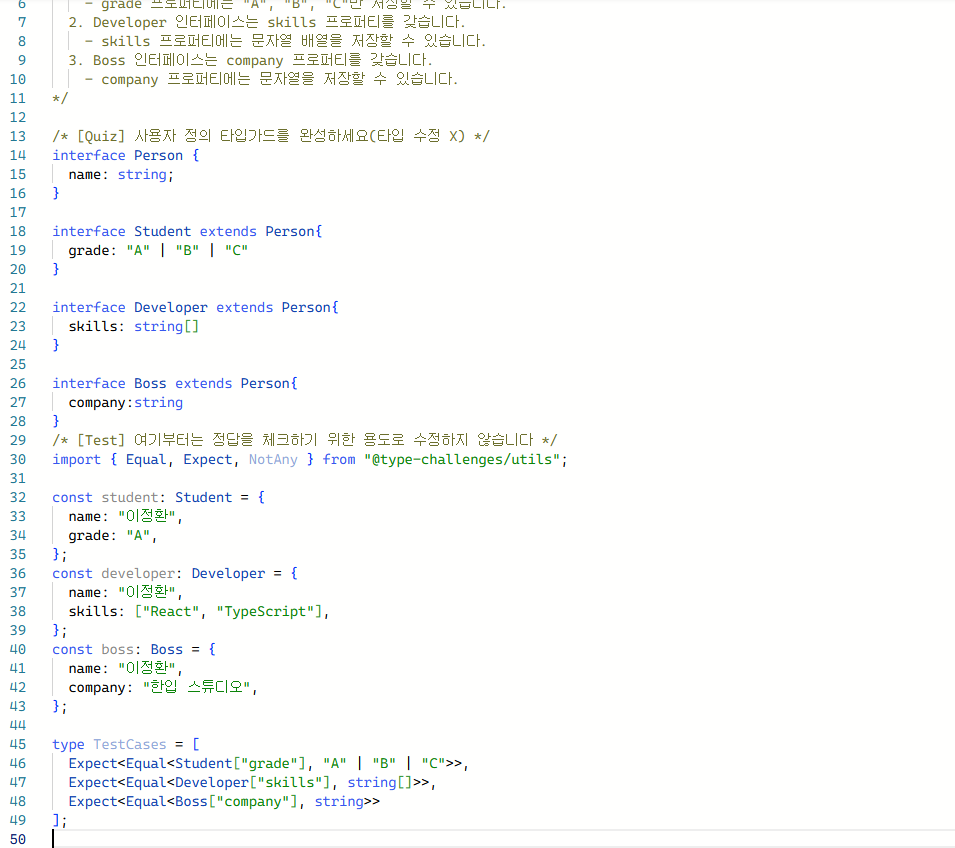 6 - grade 프로퍼티에는 "A", "B", "C"만 저장할 수 있습니다.
7 2. Developer 인터페이스는 skills 프로퍼티를 갖습니다.
8 - skills 프로퍼티에는 문자열 배열을 저장할 수 있습니다.
9 3. Boss 인터페이스는 company 프로퍼티를 갖습니다.
10 - company 프로퍼티에는 문자열을 저장할 수 있습니다.
11 */
12
13 /* [Quiz] 사용자 정의 타입가드를 완성하세요(타입 수정 X) */
14 interface Person {
15 name: string;
16 }
17
18 interface Student extends Person{
19 grade: "A" | "B" | "C"
20 }
21
22 interface Developer extends Person{
23 skills: string[]
24 }
25
26 interface Boss extends Person{
27 company:string
28 }
29 /* [Test] 여기부터는 정답을 체크하기 위한 용도로 수정하지 않습니다 */
30 import { Equal, Expect, NotAny } from "@type-challenges/utils";
31
32 const student: Student = {
33 name: "이정환",
34 grade: "A",
35 };
36 const developer: Developer = {
37 name: "이정환",
38 skills: ["React", "TypeScript"],
39 };
40 const boss: Boss = {
41 name: "이정환",
42 company: "한입 스튜디오",
43 };
44
45 type TestCases = [
46 Expect<Equal<Student["grade"], "A" | "B" | "C">>,
47 Expect<Equal<Developer["skills"], string[]>>,
48 Expect<Equal<Boss["company"], string>>
49 ];
50